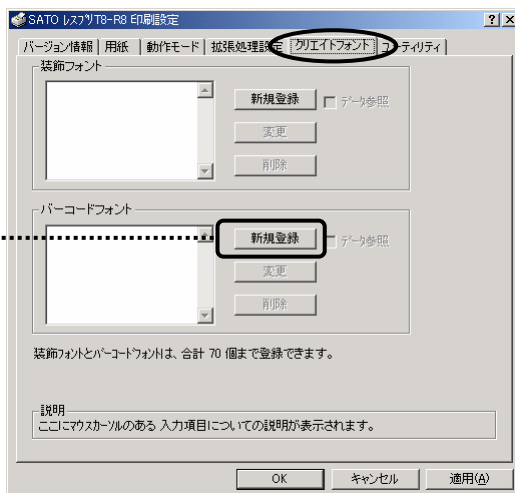 SATO ﾚｽﾌﾟﾘT8-R8 印刷設定
バージョン情報 用紙 動作モード 拡張処理設定 クリエイトフォント ユーティリティ
装飾フォント
新規登録 データ参照
変更
削除
バーコードフォント
新規登録 データ参照
変更
削除
装飾フォントとバーコードフォントは、合計 70 個まで登録できます。
説明
ここにマウスカーソルのある 入力項目についての説明が表示されます。
OK キャンセル 適用(A)